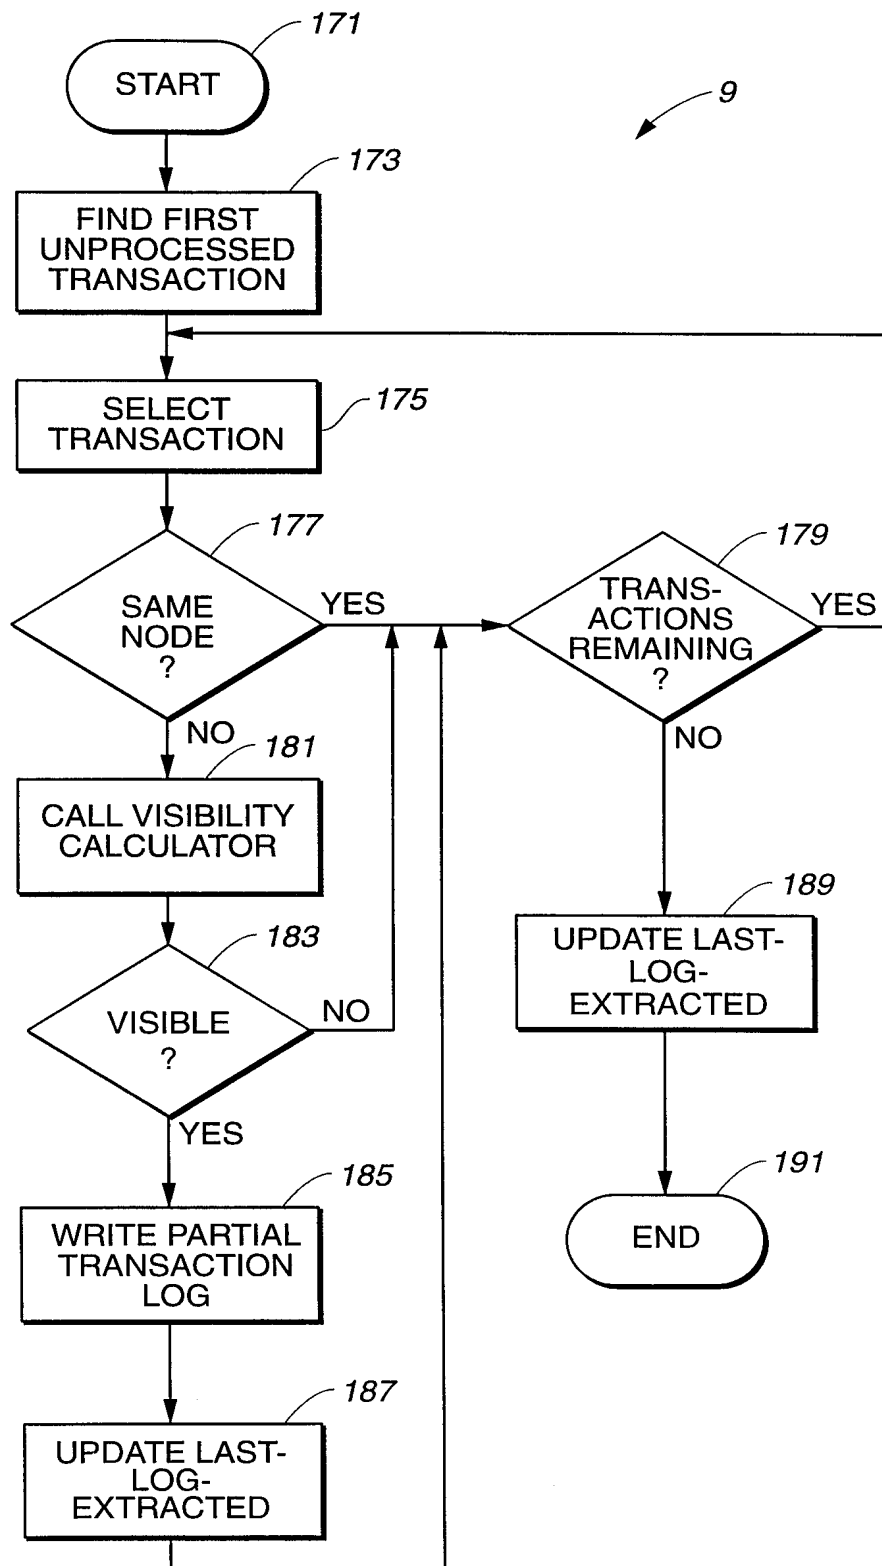 171
START
9
173
FIND FIRST
UNPROCESSED
TRANSACTION
175
SELECT
TRANSACTION
177
SAME
NODE
?
YES
NO
179
TRANS-
ACTIONS
REMAINING
?
YES
NO
181
CALL VISIBILITY
CALCULATOR
183
VISIBLE
?
NO
YES
189
UPDATE LAST-
LOG-
EXTRACTED
185
WRITE PARTIAL
TRANSACTION
LOG
191
END
187
UPDATE LAST-
LOG-
EXTRACTED